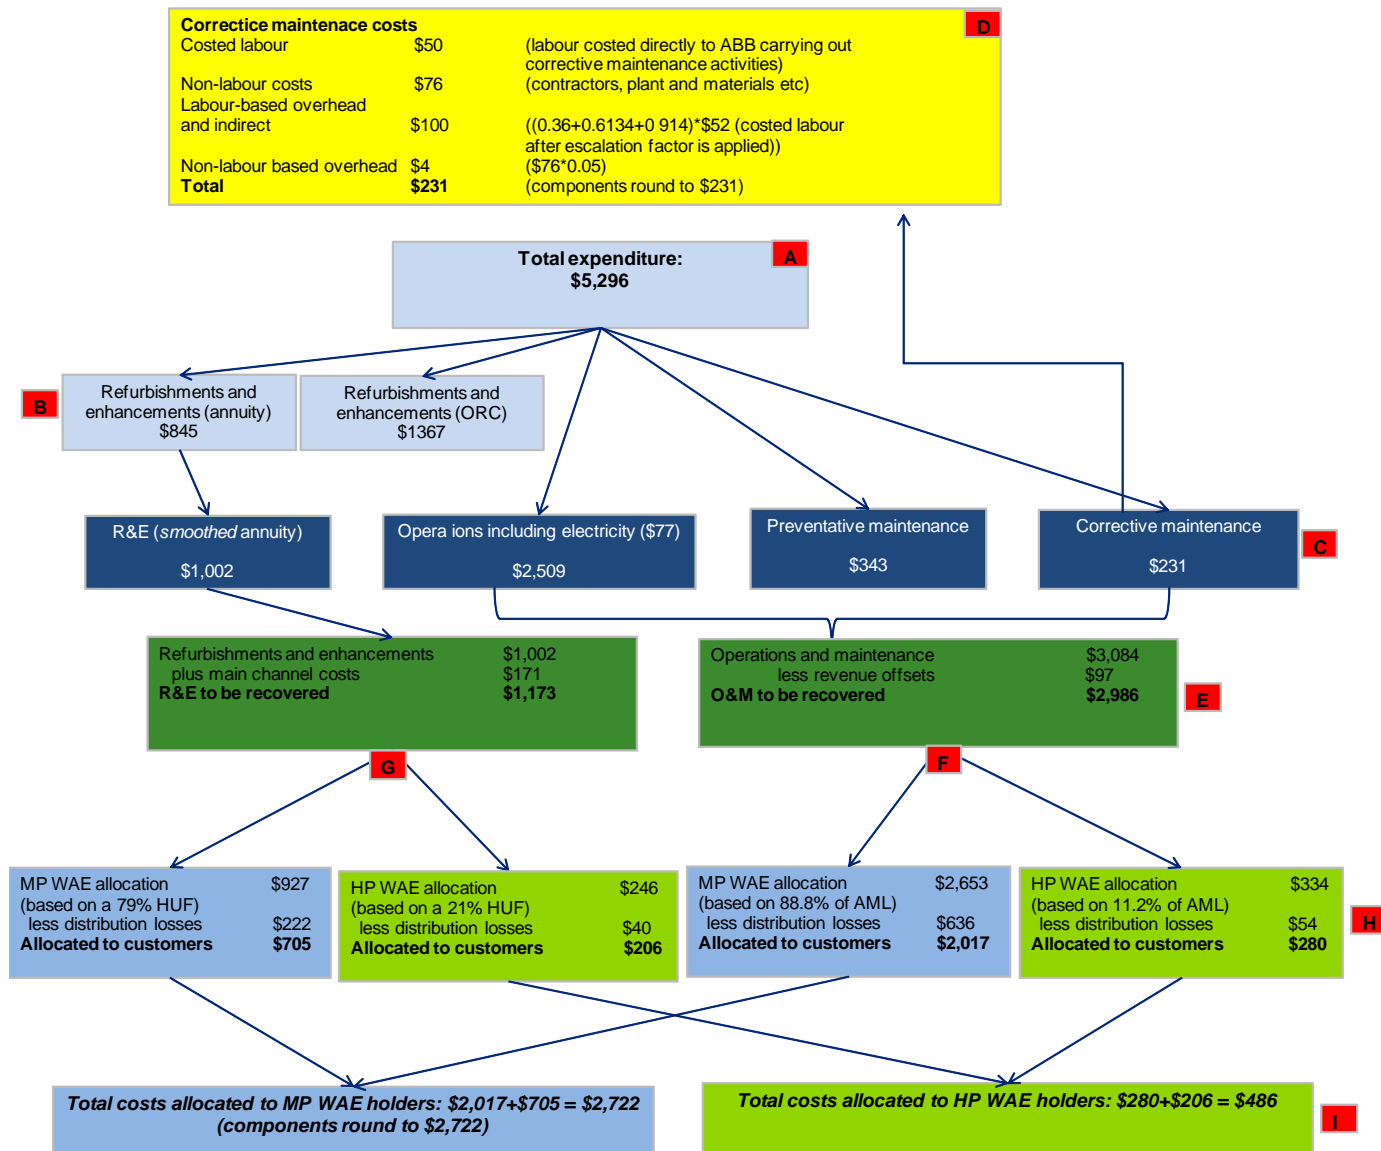 Correctice maintenace costs
D
Costed labour $50 (labour costed directly to ABB carrying out
corrective maintenance activities)
Non-labour costs $76 (contractors, plant and materials etc)
Labour-based overhead
and indirect $100 ((0.36+0.6134+0 914)*$52 (costed labour
after escalation factor is applied))
Non-labour based overhead $4 ($76*0.05)
Total $231 (components round to $231)
Total expenditure:
$5,296
A
B
Refurbishments and
enhancements (annuity)
$845
Refurbishments and
enhancements (ORC)
$1367
R&E (smoothed annuity)
$1,002
Opera ions including electricity ($77)
$2,509
Preventative maintenance
$343
Corrective maintenance
$231
C
Refurbishments and enhancements $1,002
plus main channel costs $171
R&E to be recovered $1,173
Operations and maintenance $3,084
less revenue offsets $97
O&M to be recovered $2,986
E
G
F
MP WAE allocation $927
(based on a 79% HUF)
less distribution losses $222
Allocated to customers $705
HP WAE allocation $246
(based on a 21% HUF)
less distribution losses $40
Allocated to customers $206
MP WAE allocation $2,653
(based on 88.8% of AML)
less distribution losses $636
Allocated to customers $2,017
HP WAE allocation $334
(based on 11.2% of AML)
less distribution losses $54
Allocated to customers $280
H
Total costs allocated to MP WAE holders: $2,017+$705 = $2,722
(components round to $2,722)
Total costs allocated to HP WAE holders: $280+$206 = $486
I